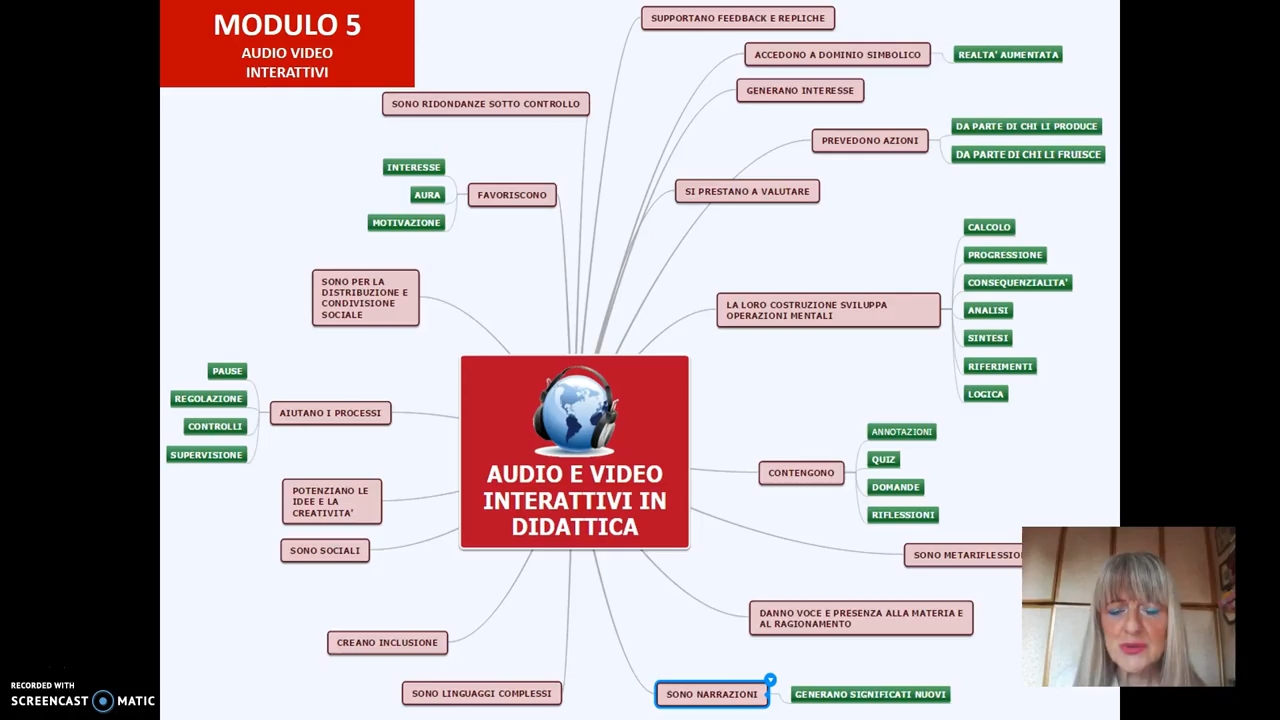 MODULO 5
AUDIO VIDEO
INTERATTIVI
SUPPORTANO FEEDBACK E REPLICHE
ACCEDONO A DOMINIO SIMBOLICO
REALTA' AUMENTATA
GENERANO INTERESSE
SONO RIDONDANZE SOTTO CONTROLLO
PREVEDONO AZIONI
DA PARTE DI CHI LI PRODUCE
DA PARTE DI CHI LI FRUISCE
INTERESSE
AURA
MOTIVAZIONE
FAVORISCONO
SI PRESTANO A VALUTARE
SONO PER LA
DISTRIBUZIONE E
CONDIVISIONE
SOCIALE
LA LORO COSTRUZIONE SVILUPPA
OPERAZIONI MENTALI
CALCOLO
PROGRESSIONE
CONSEQUENZIALITA'
ANALISI
SINTESI
RIFERIMENTI
LOGICA
PAUSE
REGOLAZIONE
CONTROLLI
SUPERVISIONE
AIUTANO I PROCESSI
AUDIO E VIDEO
INTERATTIVI IN
DIDATTICA
CONTENGONO
ANNOTAZIONI
QUIZ
DOMANDE
RIFLESSIONI
POTENZIANO LE
IDEE E LA
CREATIVITA'
SONO SOCIALI
SONO METARIFLESSIO
DANNO VOCE E PRESENZA ALLA MATERIA E
AL RAGIONAMENTO
CREANO INCLUSIONE
SONO LINGUAGGI COMPLESSI
SONO NARRAZIONI
GENERANO SIGNIFICATI NUOVI
RECORDED WITH
SCREENCAST MATIC